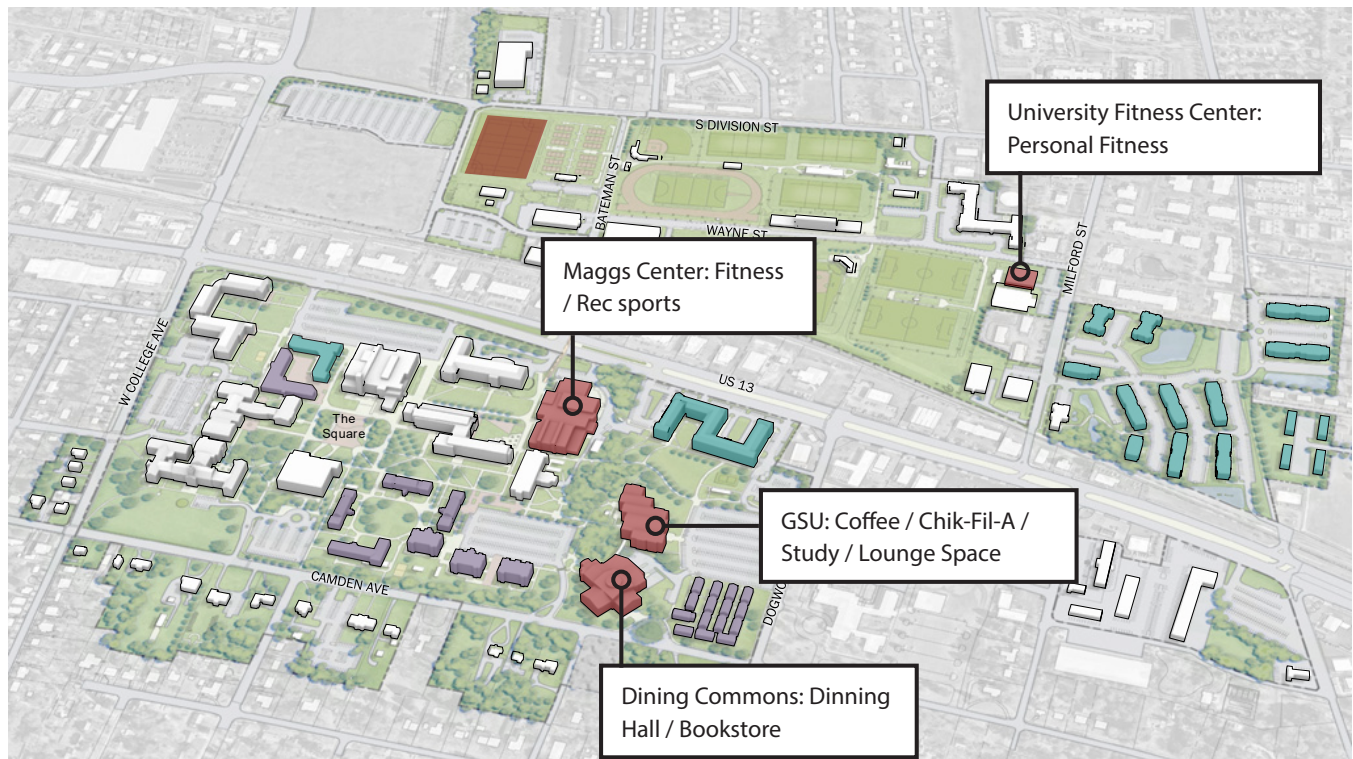 S DIVISION ST
University Fitness Center:
Personal Fitness
BATEMAN ST
WAYNE ST
Maggs Center: Fitness
/ Rec sports
MILFORD ST
W COLLEGE AVE
US 13
The
Square
GSU: Coffee / Chik-Fil-A /
Study / Lounge Space
CAMDEN AVE
Dining Commons: Dinning
Hall / Bookstore